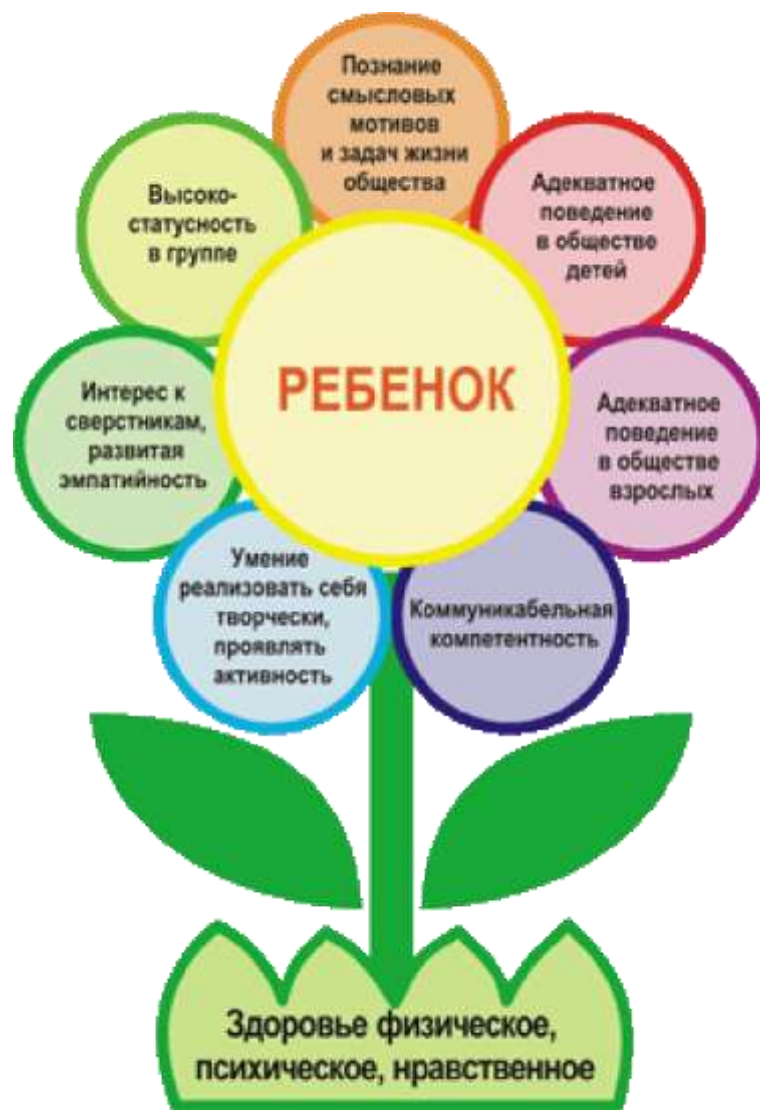 Познание
смысловых
мотивов
и задач жизни
общества
Высоко-
статусность
в группе
Адекватное
поведение
в обществе
детей
РЕБЕНОК
Интерес к
сверстникам,
развитая
эмпатийность
Адекватное
поведение
в обществе
взрослых
Умение
реализовать себя
творчески,
проявлять
активность
Коммуникабельная
компетентность
Здоровье физическое,
психическое, нравственное